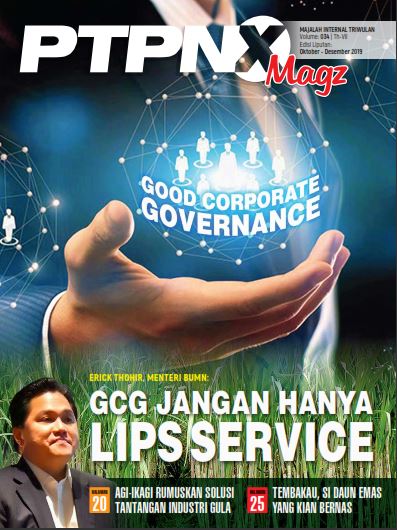 PTPNX
Magz
MAJALAH INTERNAL TRIWULAN
Volume: 034 | Th-VII
Edisi Liputan:
Oktober - Desember 2019
GOOD CORPORATE
GOVERNANCE
ERICK THOHIR, MENTERI BUMN:
GCG JANGAN HANYA
LIPS SERVICE
HALAMAN
20
AGI-IKAGI RUMUSKAN SOLUSI
TANTANGAN INDUSTRI GULA
HALAMAN
25
TEMBAKAU, SI DAUN EMAS
YANG KIAN BERNAS